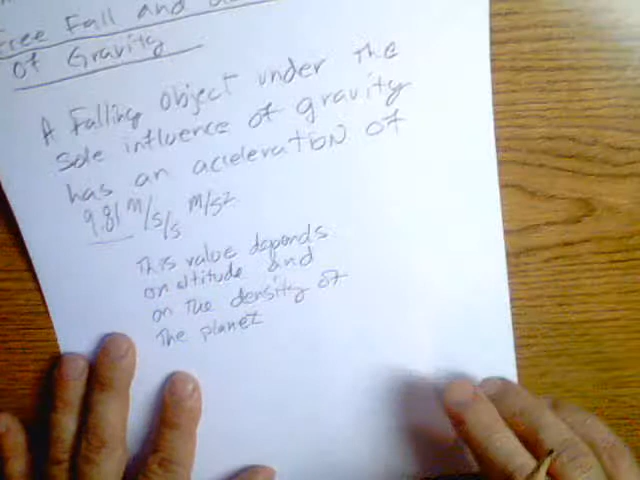 Free Fall and
of Gravity
A Falling object under the
sole influence of gravity
has an acceleration of
9.81 m/s/s m/s²
This value depends
on altitude and
on the density of
the planet